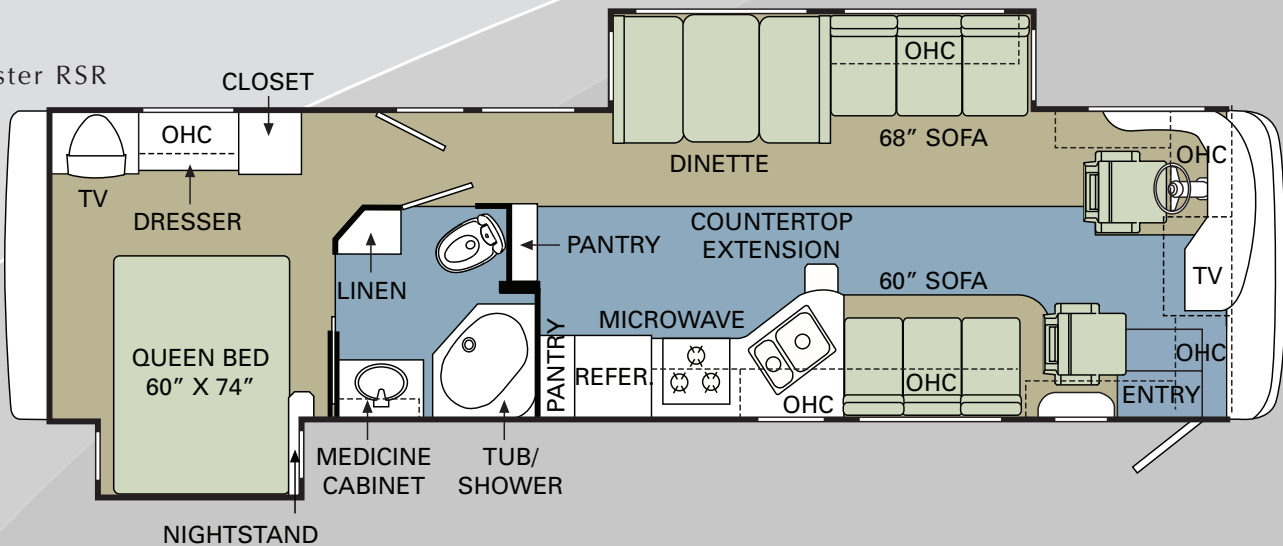 ster RSR
CLOSET
OHC
TV
DRESSER
OHC
68” SOFA
DINETTE
OHC
PANTRY
COUNTERTOP
EXTENSION
LINEN
60” SOFA
TV
MICROWAVE
QUEEN BED
60” X 74”
PANTRY
REFER.
OHC
OHC
OHC
ENTRY
MEDICINE
CABINET
TUB/
SHOWER
NIGHTSTAND